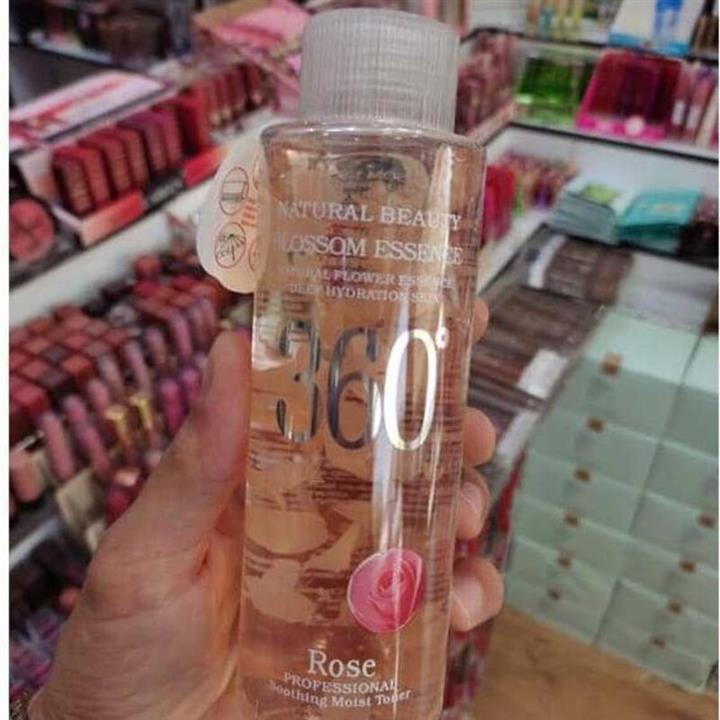 NATURAL BEAUTY
BLOSSOM ESSENCE
NATURAL FLOWER ESSENCE
DEEP HYDRATION SKIN
360°
Rose
PROFESSIONAL
Soothing Moist Toner